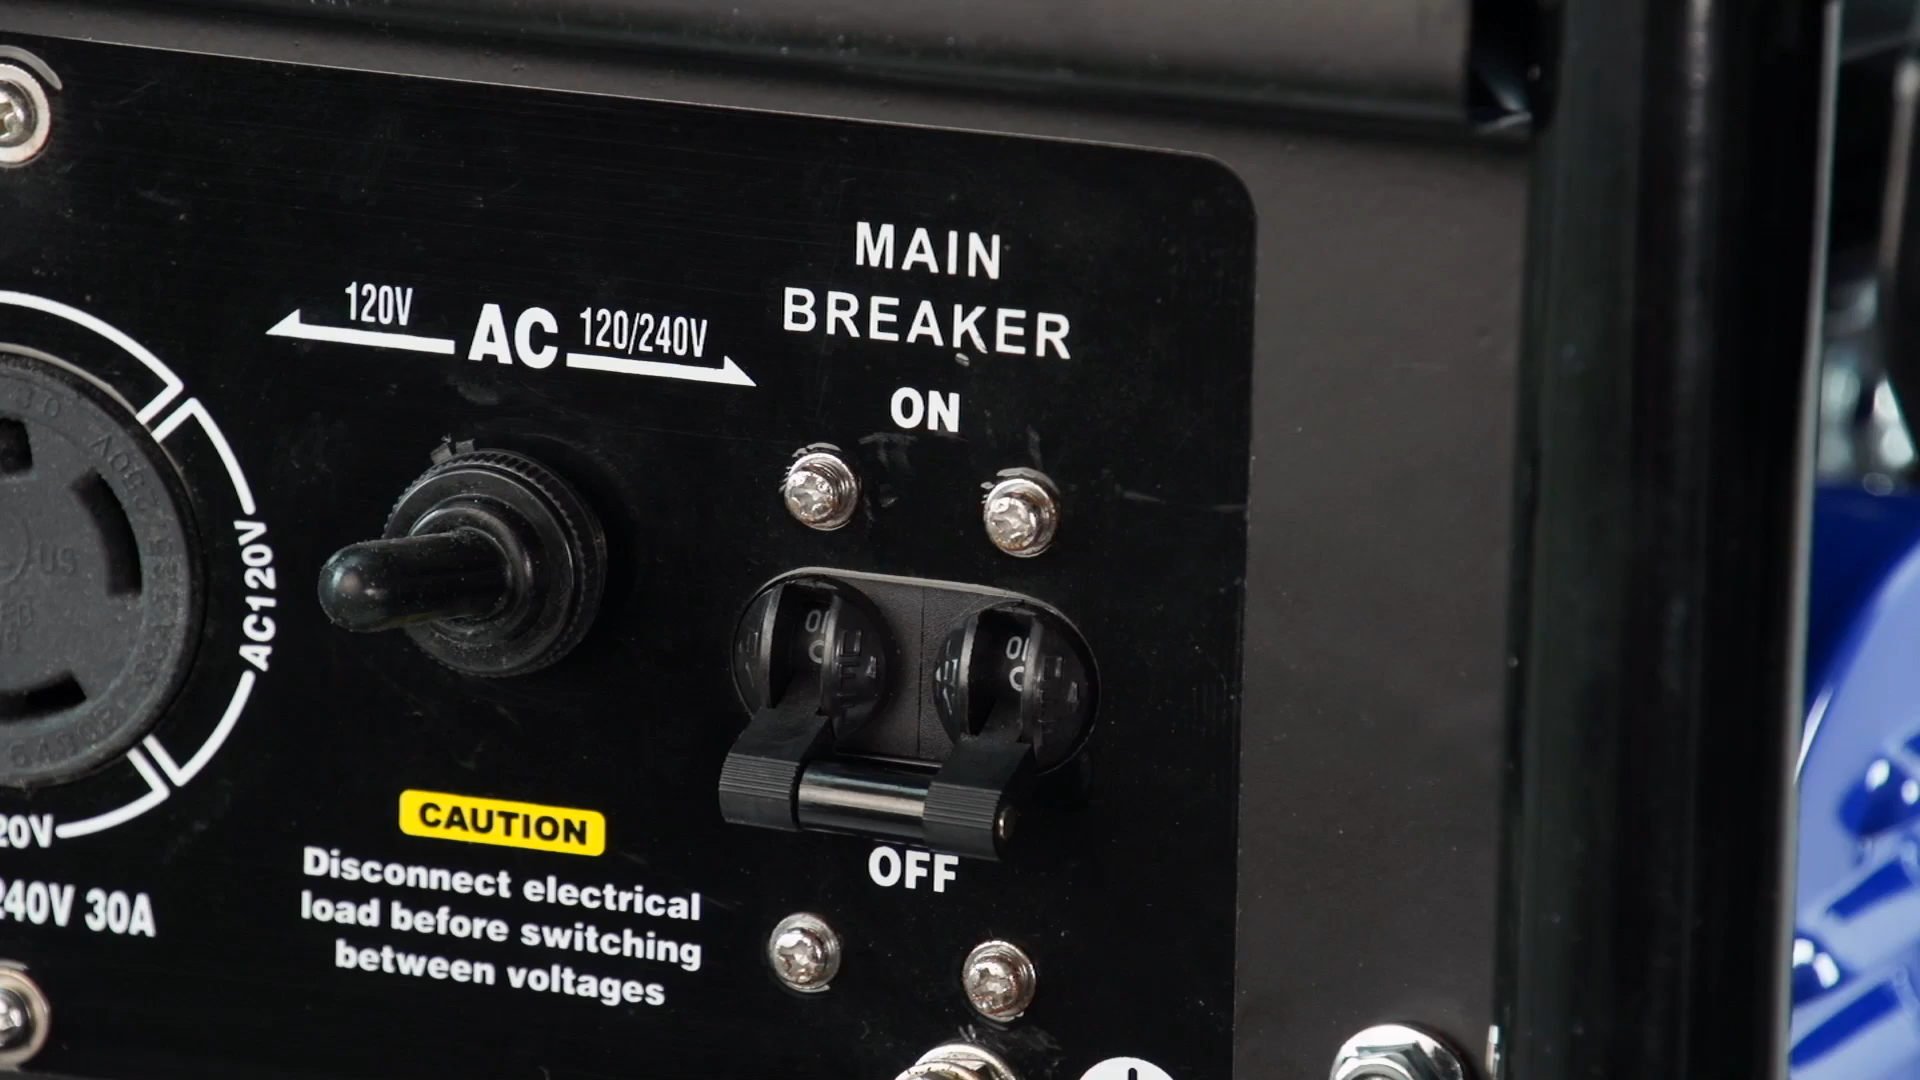 MAIN
BREAKER
120V AC 120/240V
ON
AC120V
US
CAUTION
Disconnect electrical
load before switching
between voltages
OFF
240V 30A